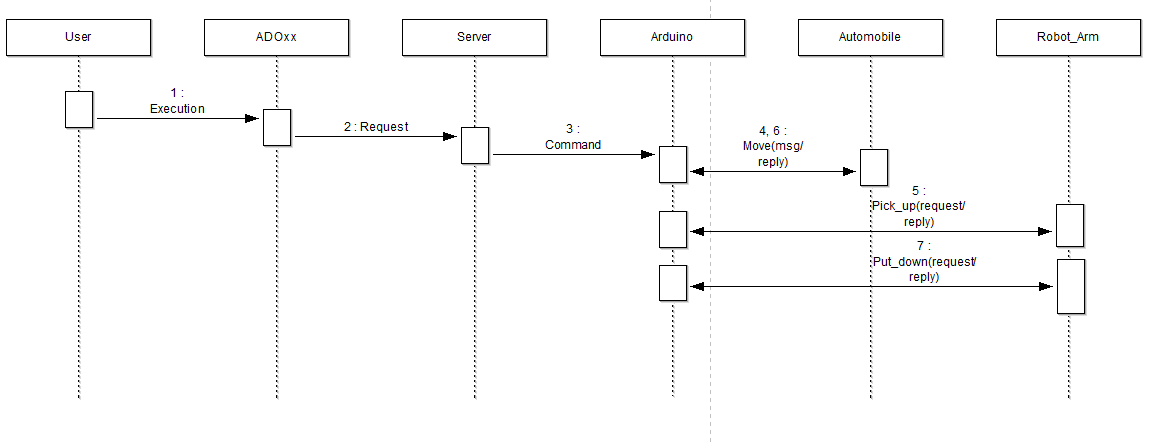 User
ADOxx
Server
Arduino
Automobile
Robot_Arm
1 :
Execution
2 : Request
3 :
Command
4, 6 :
Move(msg/
reply)
5 :
Pick_up(request/
reply)
7 :
Put_down(request/
reply)